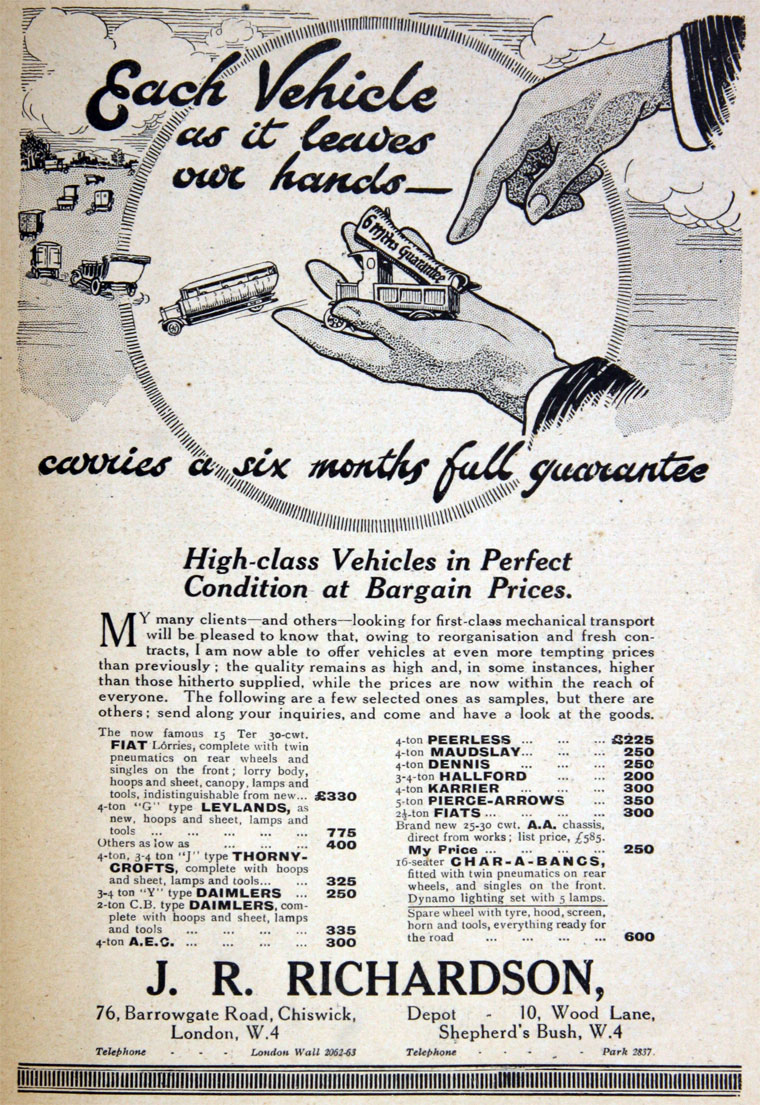 Each Vehicle
as it leaves
our hands—
6 Mths Guarantee
carries a six months full guarantee
High-class Vehicles in Perfect
Condition at Bargain Prices.
MY many clients—and others—looking for first-class mechanical transport
will be pleased to know that, owing to reorganisation and fresh con-
tracts, I am now able to offer vehicles at even more tempting prices
than previously; the quality remains as high and, in some instances, higher
than those hitherto supplied, while the prices are now within the reach of
everyone. The following are a few selected ones as samples, but there are
others; send along your inquiries, and come and have a look at the goods.
The now famous 15 Ter 30-cwt.
FIAT Lorries, complete with twin
pneumatics on rear wheels and
singles on the front; lorry body,
hoops and sheet, canopy, lamps and
tools, indistinguishable from new... £330
4-ton "G" type LEYLANDS, as
new, hoops and sheet, lamps and
tools ... ... ... ... ... 775
Others as low as ... ... ... 400
4-ton, 3-4 ton "J" type THORNY-
CROFTS, complete with hoops
and sheet, lamps and tools... ... 325
3-4 ton "Y" type DAIMLERS ... 250
2-ton C.B. type DAIMLERS, com-
plete with hoops and sheet, lamps
and tools ... ... ... ... 335
4-ton A.E.C. ... ... ... ... 300
4-ton PEERLESS ... ... ... £225
4-ton MAUDSLAY... ... ... 250
4-ton DENNIS ... ... ... 250
3-4-ton HALLFORD ... ... 200
4-ton KARRIER ... ... ... 300
5-ton PIERCE-ARROWS ... 350
2½-ton FIATS ... ... ... ... 300
Brand new 25-30 cwt. A.A. chassis,
direct from works; list price, £585.
My Price ... ... ... ... 250
16-seater CHAR-A-BANCS,
fitted with twin pneumatics on rear
wheels, and singles on the front.
Dynamo lighting set with 5 lamps.
Spare wheel with tyre, hood, screen,
horn and tools, everything ready for
the road ... ... ... ... 600
J. R. RICHARDSON,
76, Barrowgate Road, Chiswick,
London, W.4
Telephone - - - London Wall 2062-63
Depot - 10, Wood Lane,
Shepherd's Bush, W.4
Telephone - - - - Park 2837.